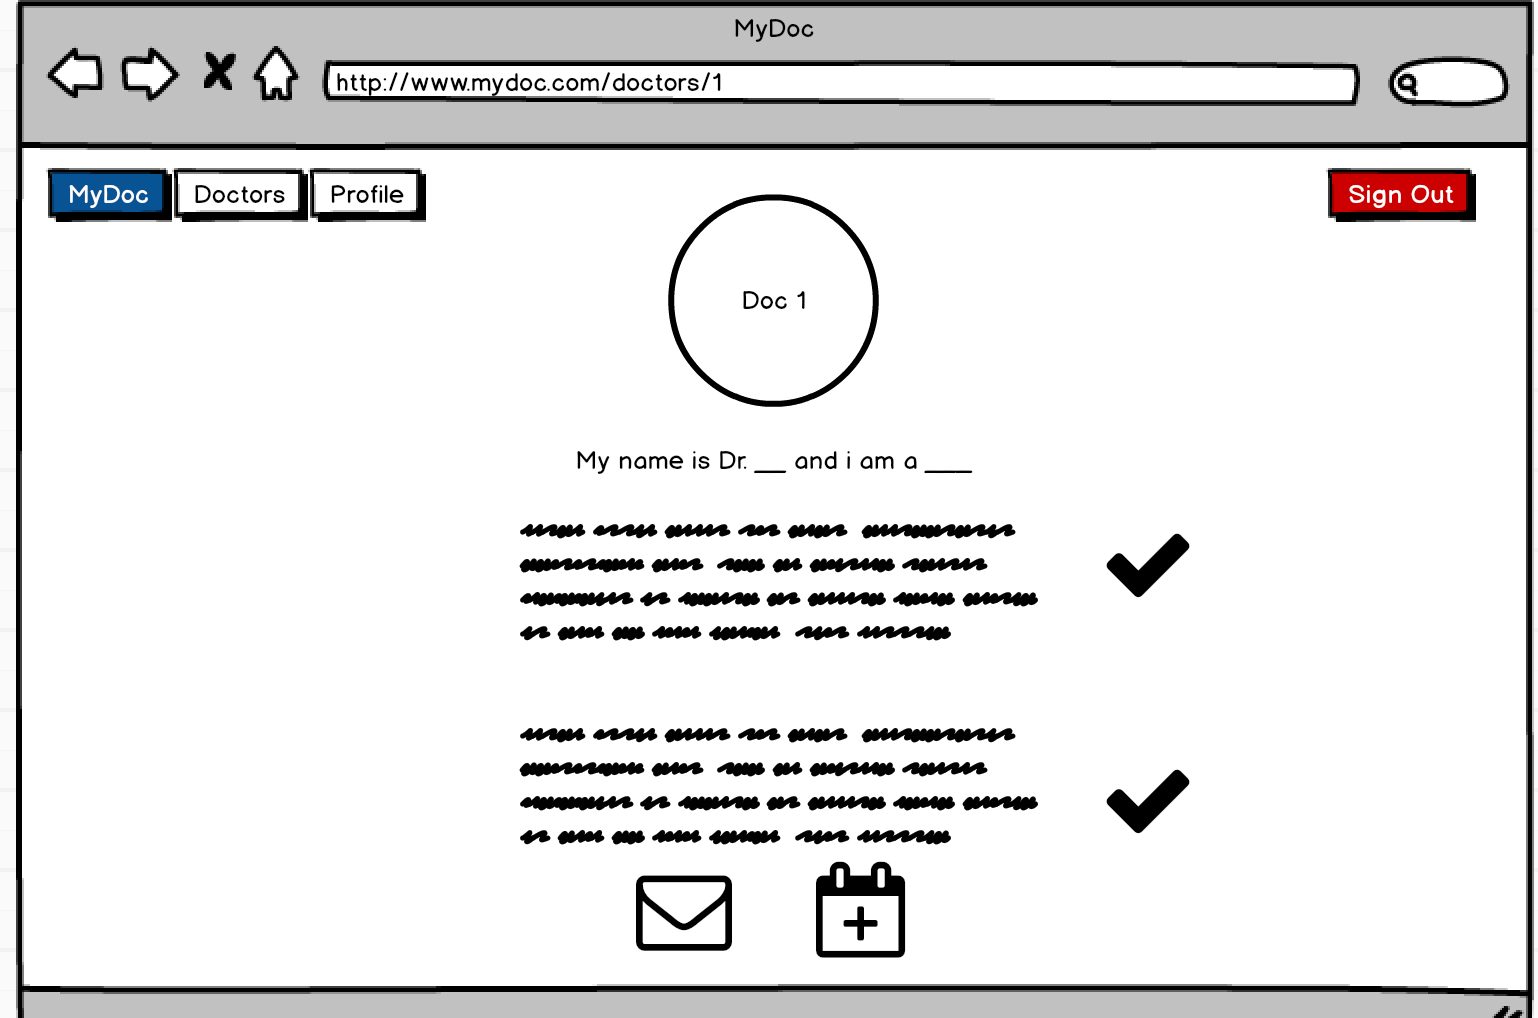 MyDoc
http://www.mydoc.com/doctors/1
MyDoc Doctors Profile Sign Out
Doc 1
My name is Dr. __ and i am a ___